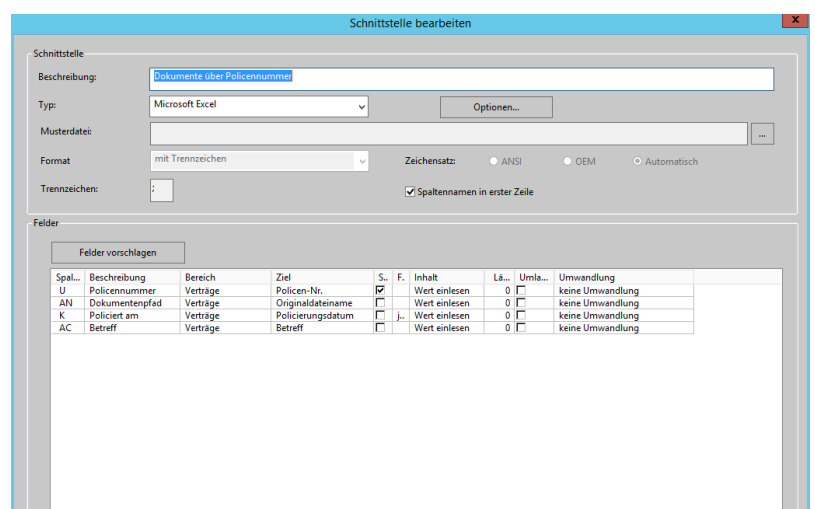 Schnittstelle bearbeiten
x
Schnittstelle
Beschreibung: Dokumente über Policennummer
Typ: Microsoft Excel Optionen...
Musterdatei: ...
Format mit Trennzeichen Zeichensatz: ANSI OEM Automatisch
Trennzeichen: ; Spaltennamen in erster Zeile
Felder
Felder vorschlagen
Spal... Beschreibung Bereich Ziel S.. F. Inhalt Lä... Umla... Umwandlung
U Policennummer Verträge Policen-Nr. Wert einlesen 0 keine Umwandlung
AN Dokumentenpfad Verträge Originaldateiname Wert einlesen 0 keine Umwandlung
K Policiert am Verträge Policierungsdatum j.. Wert einlesen 0 keine Umwandlung
AC Betreff Verträge Betreff Wert einlesen 0 keine Umwandlung